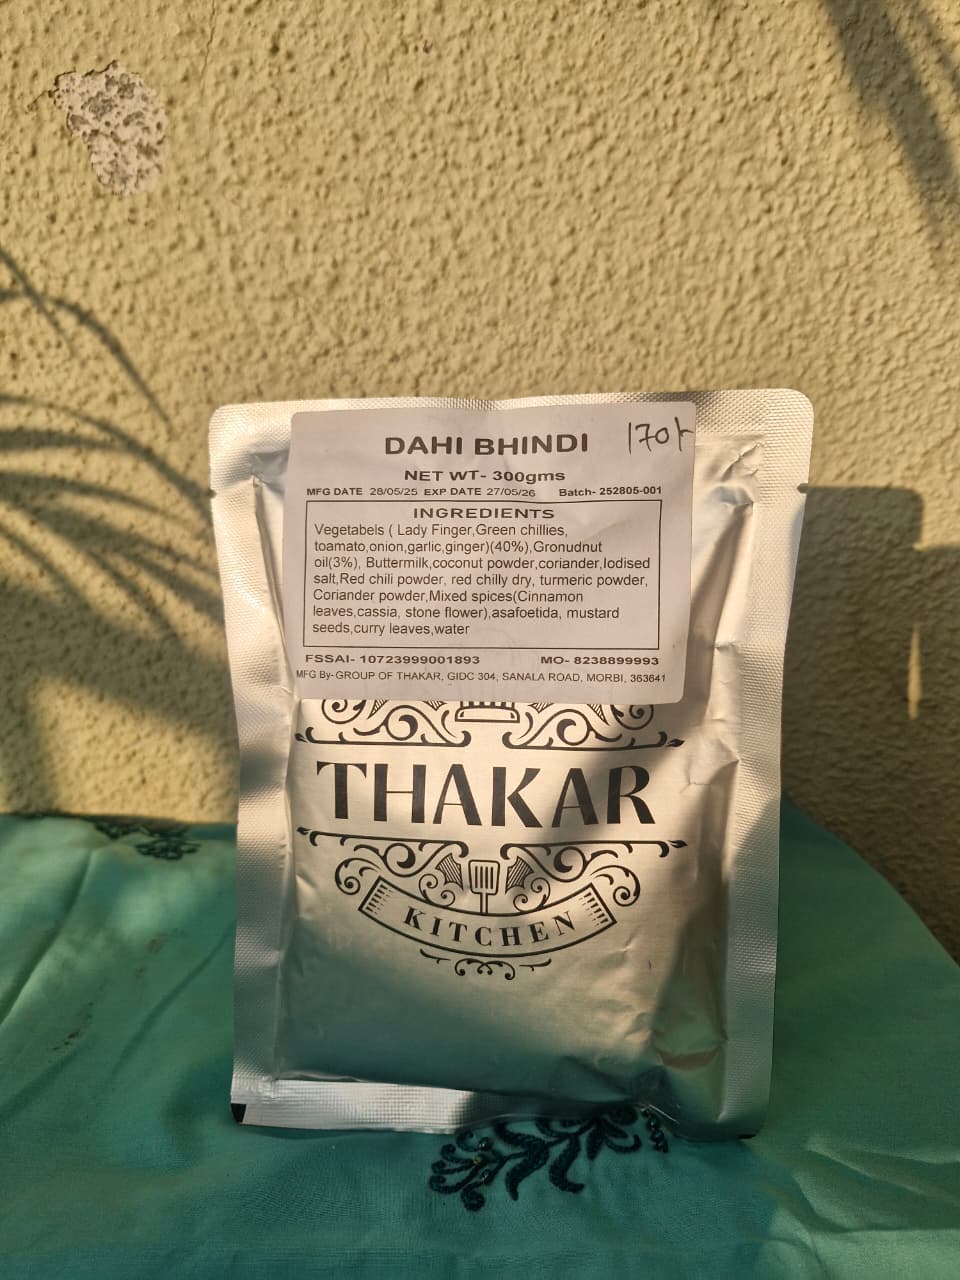 DAHI BHINDI 170/-
NET WT- 300gms
MFG DATE 28/05/25 EXP DATE 27/05/26 Batch- 252805-001
INGREDIENTS
Vegetabels ( Lady Finger,Green chillies,
toamato,onion,garlic,ginger)(40%),Gronudnut
oil(3%), Buttermilk,coconut powder,coriander,Iodised
salt,Red chili powder, red chilly dry, turmeric powder,
Coriander powder,Mixed spices(Cinnamon
leaves,cassia, stone flower),asafoetida, mustard
seeds,curry leaves,water
FSSAI- 10723999001893 MO- 8238899993
MFG By- GROUP OF THAKAR, GIDC 304, SANALA ROAD, MORBI, 363641
THAKAR
KITCHEN